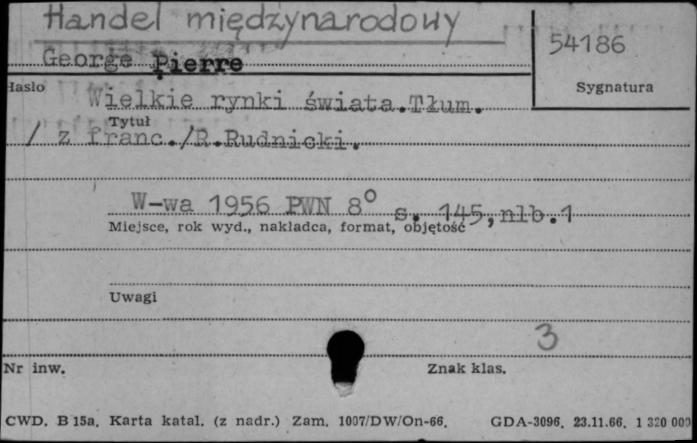 Handel międzynarodowy
54186
George Pierre
Hasło
Sygnatura
Wielkie rynki świata.Tłum.
Tytuł
/ z franc./R.Rudnicki.
W-wa 1956 PWN 8° s. 145,nlb.1
Miejsce, rok wyd., nakładca, format, objętość
Uwagi
3
Nr inw.
Znak klas.
CWD. B 15a. Karta katal. (z nadr.) Zam. 1007/DW/On-66. GDA-3096. 23.11.66. 1 320 000